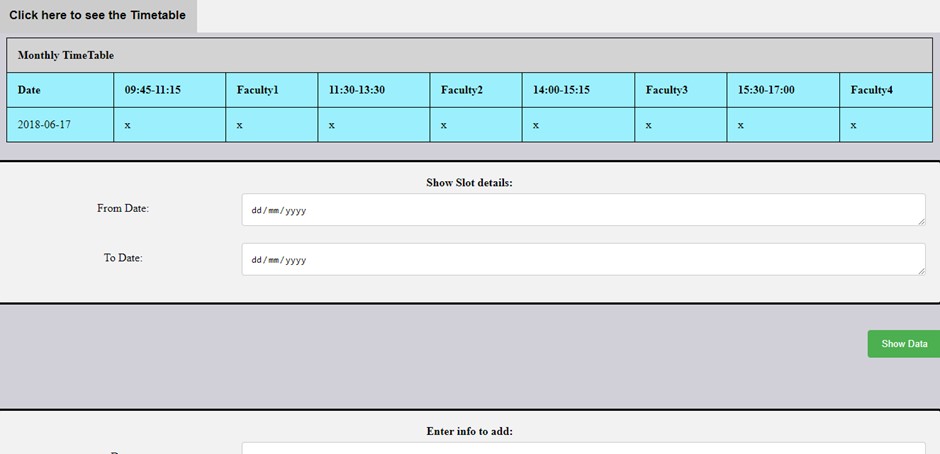 Click here to see the Timetable
Monthly TimeTable
Date 09:45-11:15 Faculty1 11:30-13:30 Faculty2 14:00-15:15 Faculty3 15:30-17:00 Faculty4
2018-06-17 x x x x x x x x
Show Slot details:
From Date: dd/mm/yyyy
To Date: dd/mm/yyyy
Show Data
Enter info to add: